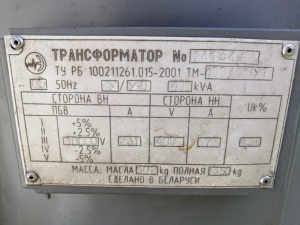 ТРАНСФОРМАТОР №
ТУ РБ 100211261.015-2001 ТМ-
50Hz kV·A
СТОРОНА ВН СТОРОНА НН Uk%
ПБВ V A V A
I +5%
II +2.5%
III
IV -2.5%
V -5%
МАССА: МАСЛА kg ПОЛНАЯ kg
СДЕЛАНО В БЕЛАРУСИ